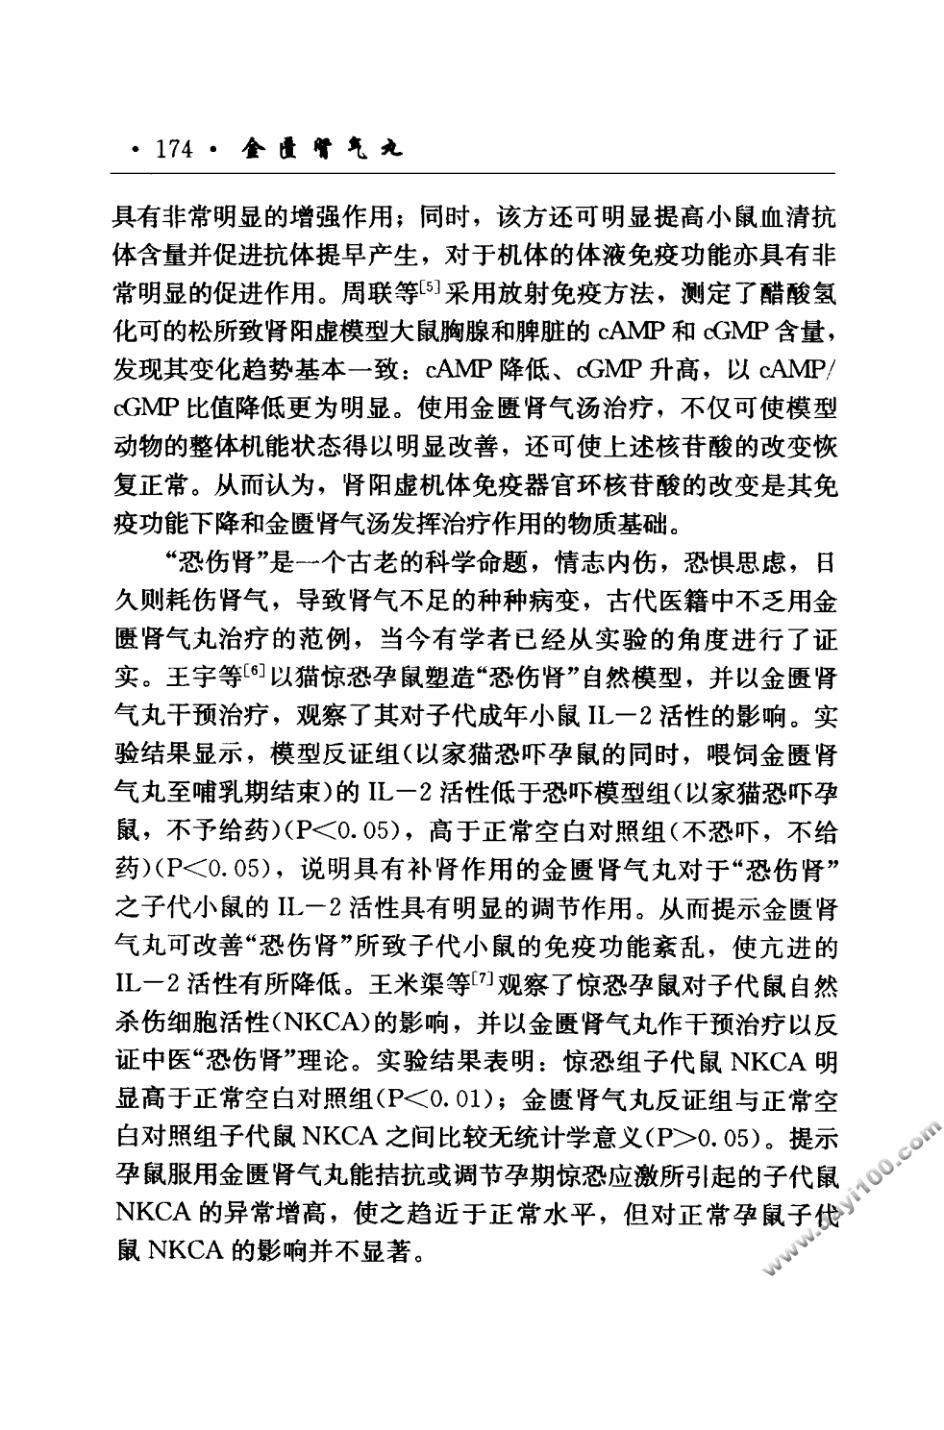 · 174 · 金匮肾气丸
具有非常明显的增强作用；同时，该方还可明显提高小鼠血清抗
体含量并促进抗体提早产生，对于机体的体液免疫功能亦具有非
常明显的促进作用。周联等[5]采用放射免疫方法，测定了醋酸氢
化可的松所致肾阳虚模型大鼠胸腺和脾脏的 cAMP 和 cGMP 含量，
发现其变化趋势基本一致：cAMP 降低、cGMP 升高，以 cAMP/
cGMP 比值降低更为明显。使用金匮肾气汤治疗，不仅可使模型
动物的整体机能状态得以明显改善，还可使上述核苷酸的改变恢
复正常。从而认为，肾阳虚机体免疫器官环核苷酸的改变是其免
疫功能下降和金匮肾气汤发挥治疗作用的物质基础。
“恐伤肾”是一个古老的科学命题，情志内伤，恐惧思虑，日
久则耗伤肾气，导致肾气不足的种种病变，古代医籍中不乏用金
匮肾气丸治疗的范例，当今有学者已经从实验的角度进行了证
实。王宇等[6]以猫惊恐孕鼠塑造“恐伤肾”自然模型，并以金匮肾
气丸干预治疗，观察了其对子代成年小鼠 IL－2 活性的影响。实
验结果显示，模型反证组(以家猫恐吓孕鼠的同时，喂饲金匮肾
气丸至哺乳期结束)的 IL－2 活性低于恐吓模型组(以家猫恐吓孕
鼠，不予给药)(P<0.05)，高于正常空白对照组(不恐吓，不给
药)(P<0.05)，说明具有补肾作用的金匮肾气丸对于“恐伤肾”
之子代小鼠的 IL－2 活性具有明显的调节作用。从而提示金匮肾
气丸可改善“恐伤肾”所致子代小鼠的免疫功能紊乱，使亢进的
IL－2 活性有所降低。王米渠等[7]观察了惊恐孕鼠对子代鼠自然
杀伤细胞活性(NKCA)的影响，并以金匮肾气丸作干预治疗以反
证中医“恐伤肾”理论。实验结果表明：惊恐组子代鼠 NKCA 明
显高于正常空白对照组(P<0.01)；金匮肾气丸反证组与正常空
白对照组子代鼠 NKCA 之间比较无统计学意义(P>0.05)。提示
孕鼠服用金匮肾气丸能拮抗或调节孕期惊恐应激所引起的子代鼠
NKCA 的异常增高，使之趋近于正常水平，但对正常孕鼠子代
鼠 NKCA 的影响并不显著。
www.dayi100.com